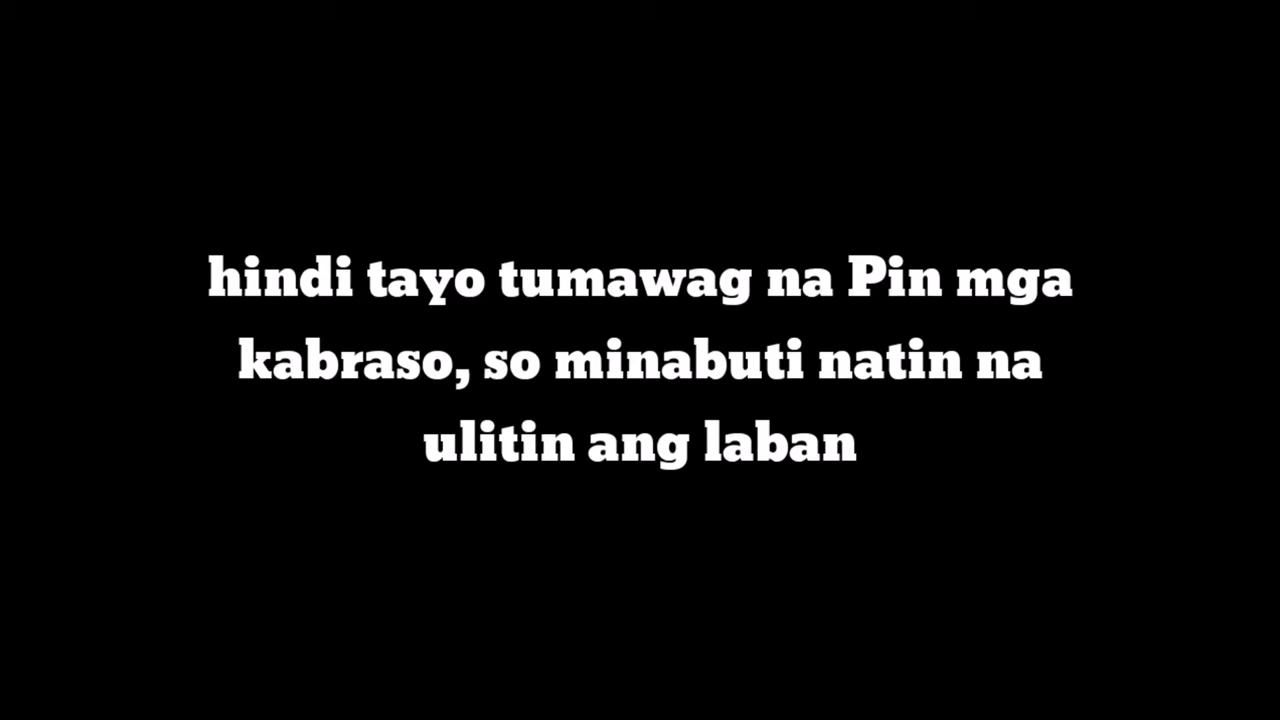 hindi tayo tumawag na Pin mga
kabraso, so minabuti natin na
ulitin ang laban